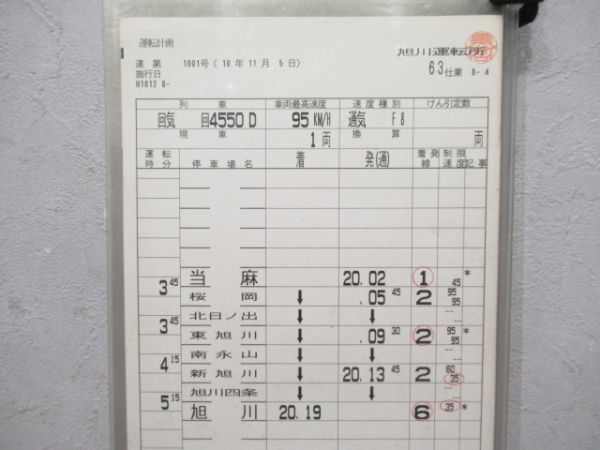 運転計画
旭川運転所
達 第 1001号 ( 10 年 11 月 5 日 )
63仕業 8-4
施行日
H1012 8-
列 車 車両最高速度 速度種別 けん引定数
回気 回4550D 95KM/H 通気 F8
現 車 1両 換 算 両
運転時分 停車場名 着 発(通) 着発線 制限速度 記事
当 麻 20.02 1 45 *
3 45
桜 岡 ↓ .05 45 2 95 95
北日ノ出 ↓ ↓
3 45
東旭川 ↓ .09 30 2 95 95 *
南永山 ↓ ↓
4 15
新旭川 ↓ 20.13 45 2 60 35
旭川四条 ↓ ↓
5 15
旭 川 20.19 6 35 *